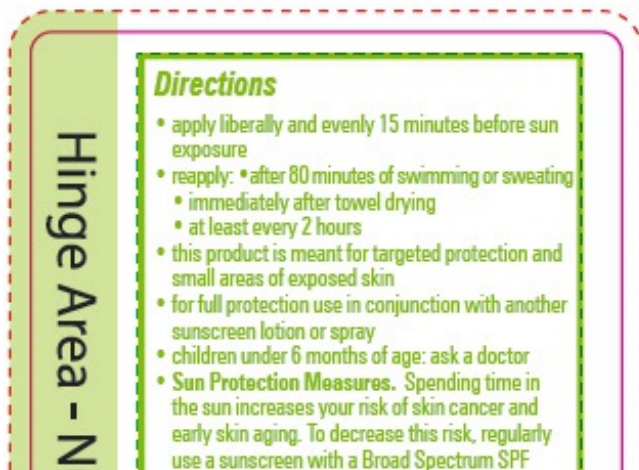 Hinge Area - N
Directions
• apply liberally and evenly 15 minutes before sun
exposure
• reapply: • after 80 minutes of swimming or sweating
• immediately after towel drying
• at least every 2 hours
• this product is meant for targeted protection and
small areas of exposed skin
• for full protection use in conjunction with another
sunscreen lotion or spray
• children under 6 months of age: ask a doctor
• Sun Protection Measures. Spending time in
the sun increases your risk of skin cancer and
early skin aging. To decrease this risk, regularly
use a sunscreen with a Broad Spectrum SPF